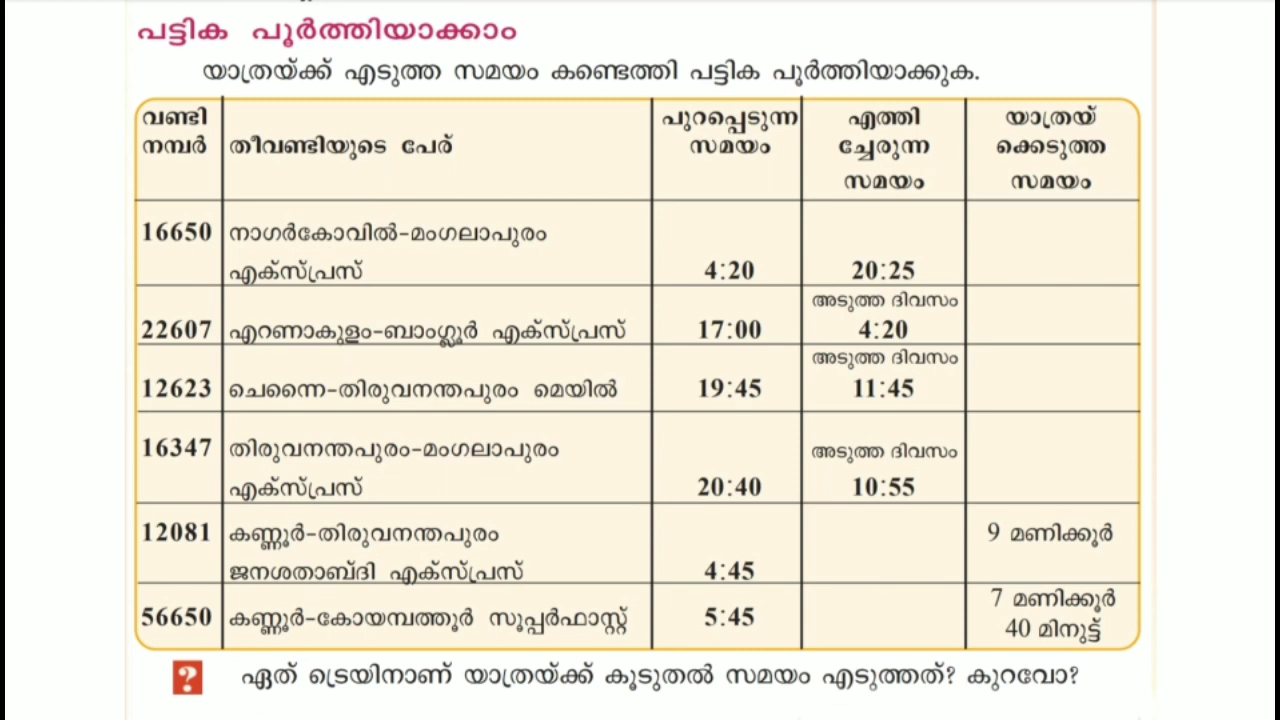 പട്ടിക പൂർത്തിയാക്കാം
യാത്രയ്ക്ക് എടുത്ത സമയം കണ്ടെത്തി പട്ടിക പൂർത്തിയാക്കുക.
വണ്ടി നമ്പർ
തീവണ്ടിയുടെ പേര്
പുറപ്പെടുന്ന സമയം
എത്തി ച്ചേരുന്ന സമയം
യാത്രയ് ക്കെടുത്ത സമയം
16650 നാഗർകോവിൽ-മംഗലാപുരം
എക്സ്പ്രസ് 4:20 20:25
അടുത്ത ദിവസം
22607 എറണാകുളം-ബാംഗ്ലൂർ എക്സ്പ്രസ് 17:00 4:20
അടുത്ത ദിവസം
12623 ചെന്നൈ-തിരുവനന്തപുരം മെയിൽ 19:45 11:45
16347 തിരുവനന്തപുരം-മംഗലാപുരം അടുത്ത ദിവസം
എക്സ്പ്രസ് 20:40 10:55
12081 കണ്ണൂർ-തിരുവനന്തപുരം 9 മണിക്കൂർ
ജനശതാബ്ദി എക്സ്പ്രസ് 4:45
7 മണിക്കൂർ
56650 കണ്ണൂർ-കോയമ്പത്തൂർ സൂപ്പർഫാസ്റ്റ് 5:45
40 മിനുട്ട്
? ഏത് ട്രെയിനാണ് യാത്രയ്ക്ക് കൂടുതൽ സമയം എടുത്തത്? കുറവോ?